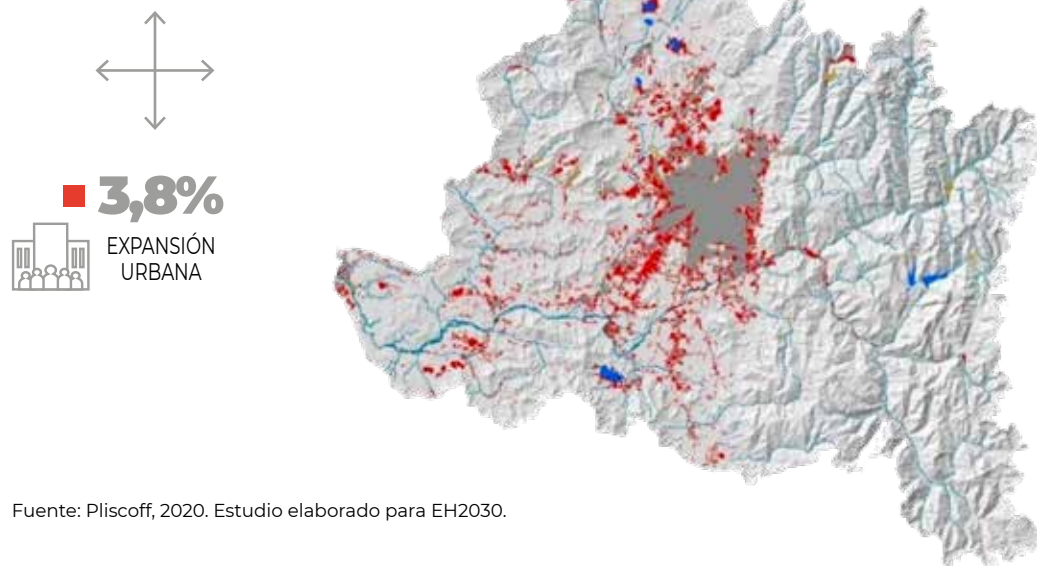 3,8%
EXPANSIÓN
URBANA
Fuente: Pliscoff, 2020. Estudio elaborado para EH2030.